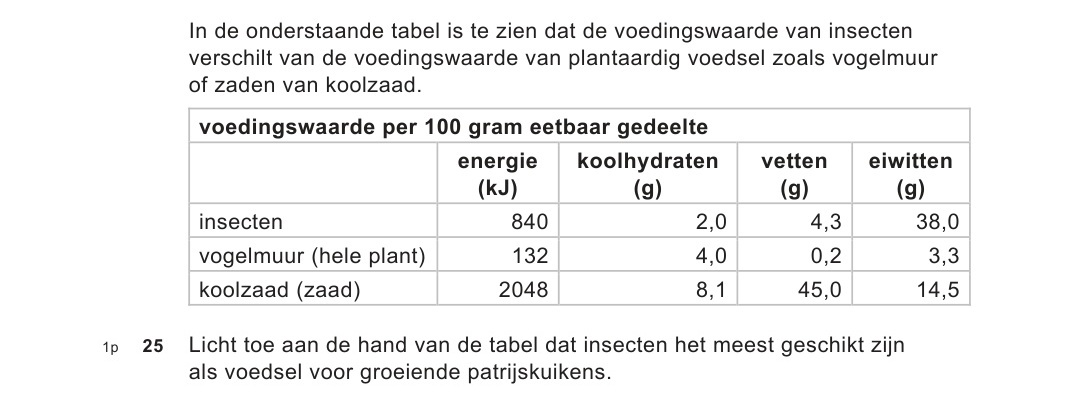 In de onderstaande tabel is te zien dat de voedingswaarde van insecten
verschilt van de voedingswaarde van plantaardig voedsel zoals vogelmuur
of zaden van koolzaad.
voedingswaarde per 100 gram eetbaar gedeelte
energie koolhydraten vetten eiwitten
(kJ) (g) (g) (g)
insecten 840 2,0 4,3 38,0
vogelmuur (hele plant) 132 4,0 0,2 3,3
koolzaad (zaad) 2048 8,1 45,0 14,5
1p 25 Licht toe aan de hand van de tabel dat insecten het meest geschikt zijn
als voedsel voor groeiende patrijskuikens.